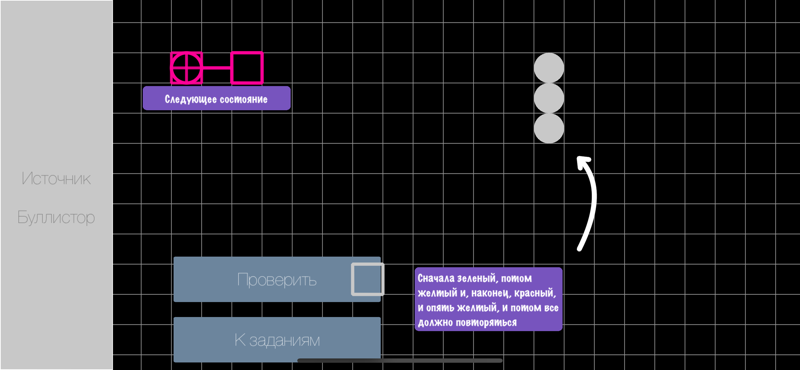 Следующее состояние
Источник
Буллистор
Проверить
Сначала зеленый, потом
желтый и, наконец, красный,
и опять желтый, и потом все
должно повторяться
К заданиям